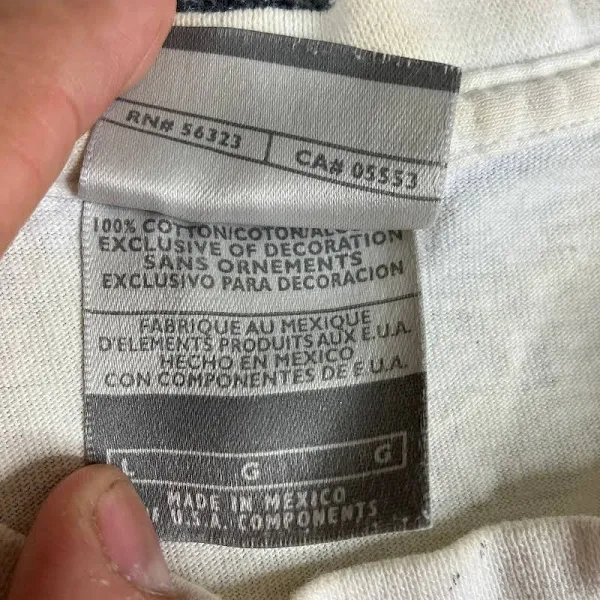 RN# 56323 CA# 05553
100% COTTON/COTON/
EXCLUSIVE OF DECORATION
SANS ORNEMENTS
EXCLUSIVO PARA DECORACION
FABRIQUE AU MEXIQUE
D'ELEMENTS PRODUITS AUX E.U.A.
HECHO EN MEXICO
CON COMPONENTES DE E.U.A.
L G G
MADE IN MEXICO
U.S.A. COMPONENTS